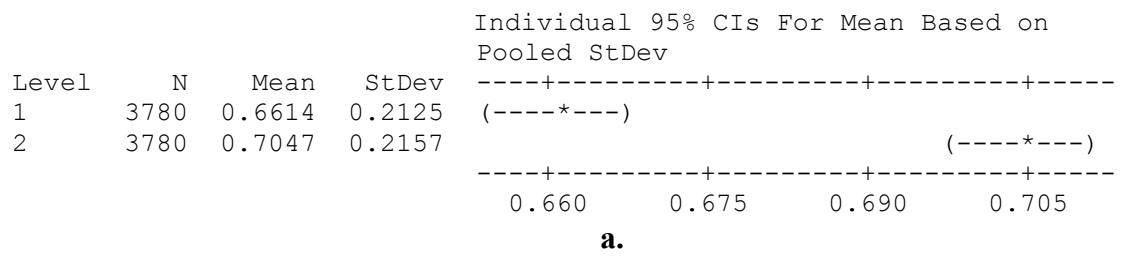 Individual 95% CIs For Mean Based on
                             Pooled StDev
Level     N    Mean   StDev  ----+---------+---------+---------+-----
1      3780  0.6614  0.2125  (----*---)
2      3780  0.7047  0.2157                               (----*---)
                             ----+---------+---------+---------+-----
                               0.660     0.675     0.690     0.705
a.